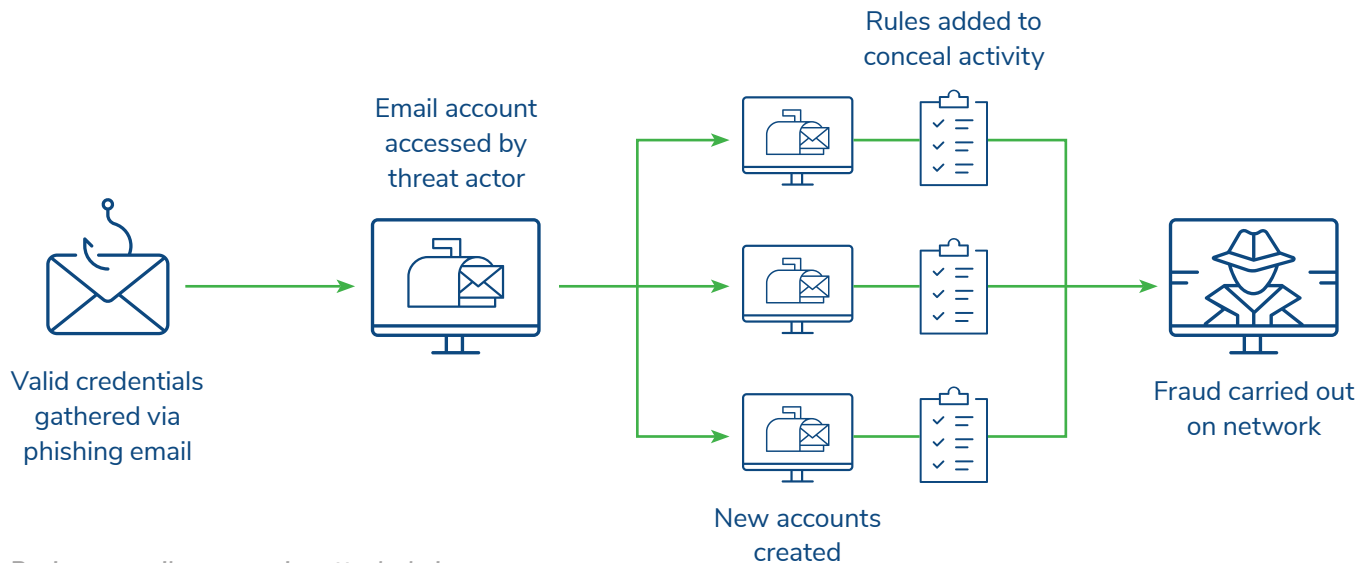 Rules added to
conceal activity
Email account
accessed by
threat actor
Valid credentials
gathered via
phishing email
Fraud carried out
on network
New accounts
created